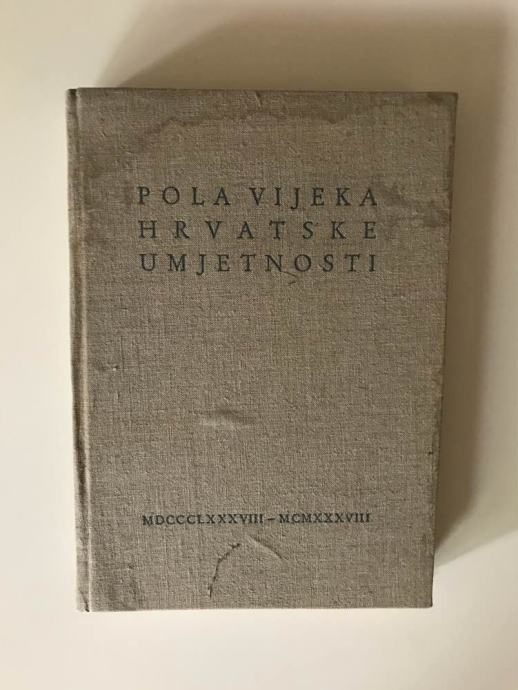 POLA VIJEKA
HRVATSKE
UMJETNOSTI
MDCCCLXXXVIII – MCMXXXVIII